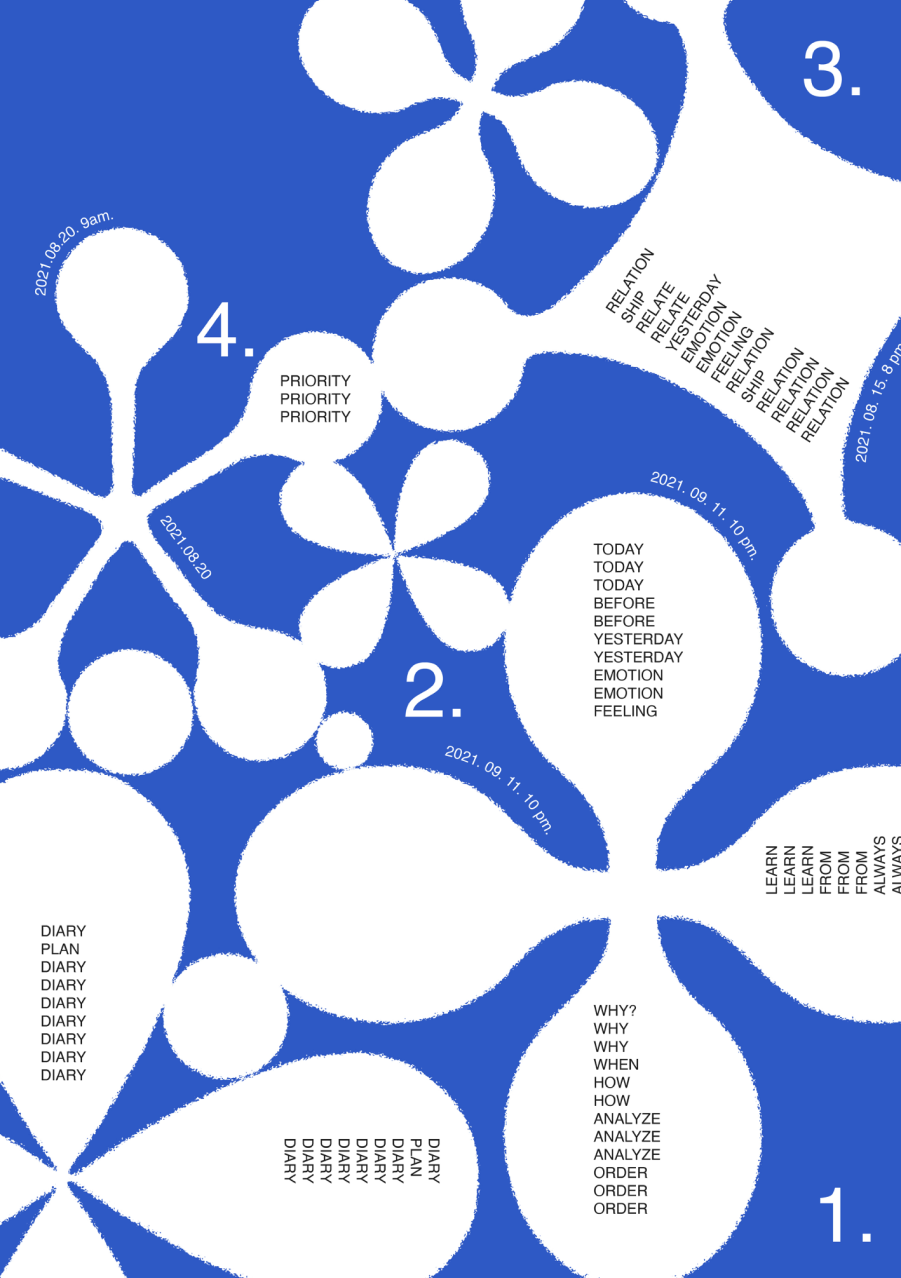 3.
2021.08.20. 9am.
4.
PRIORITY
PRIORITY
PRIORITY
RELATION
SHIP
RELATE
RELATE
YESTERDAY
EMOTION
EMOTION
FEELING
RELATION
SHIP
RELATION
RELATION
RELATION
RELATION
2021. 08. 15. 8 pm
2021.08.20
2021. 09. 11. 10 pm.
TODAY
TODAY
TODAY
BEFORE
BEFORE
YESTERDAY
YESTERDAY
EMOTION
EMOTION
FEELING
2.
2021. 09. 11. 10 pm.
LEARN
LEARN
LEARN
FROM
FROM
FROM
ALWAYS
ALWAYS
DIARY
PLAN
DIARY
DIARY
DIARY
DIARY
DIARY
DIARY
DIARY
WHY?
WHY
WHY
WHEN
HOW
HOW
ANALYZE
ANALYZE
ANALYZE
ORDER
ORDER
ORDER
DIARY
PLAN
DIARY
DIARY
DIARY
DIARY
DIARY
DIARY
DIARY
1.